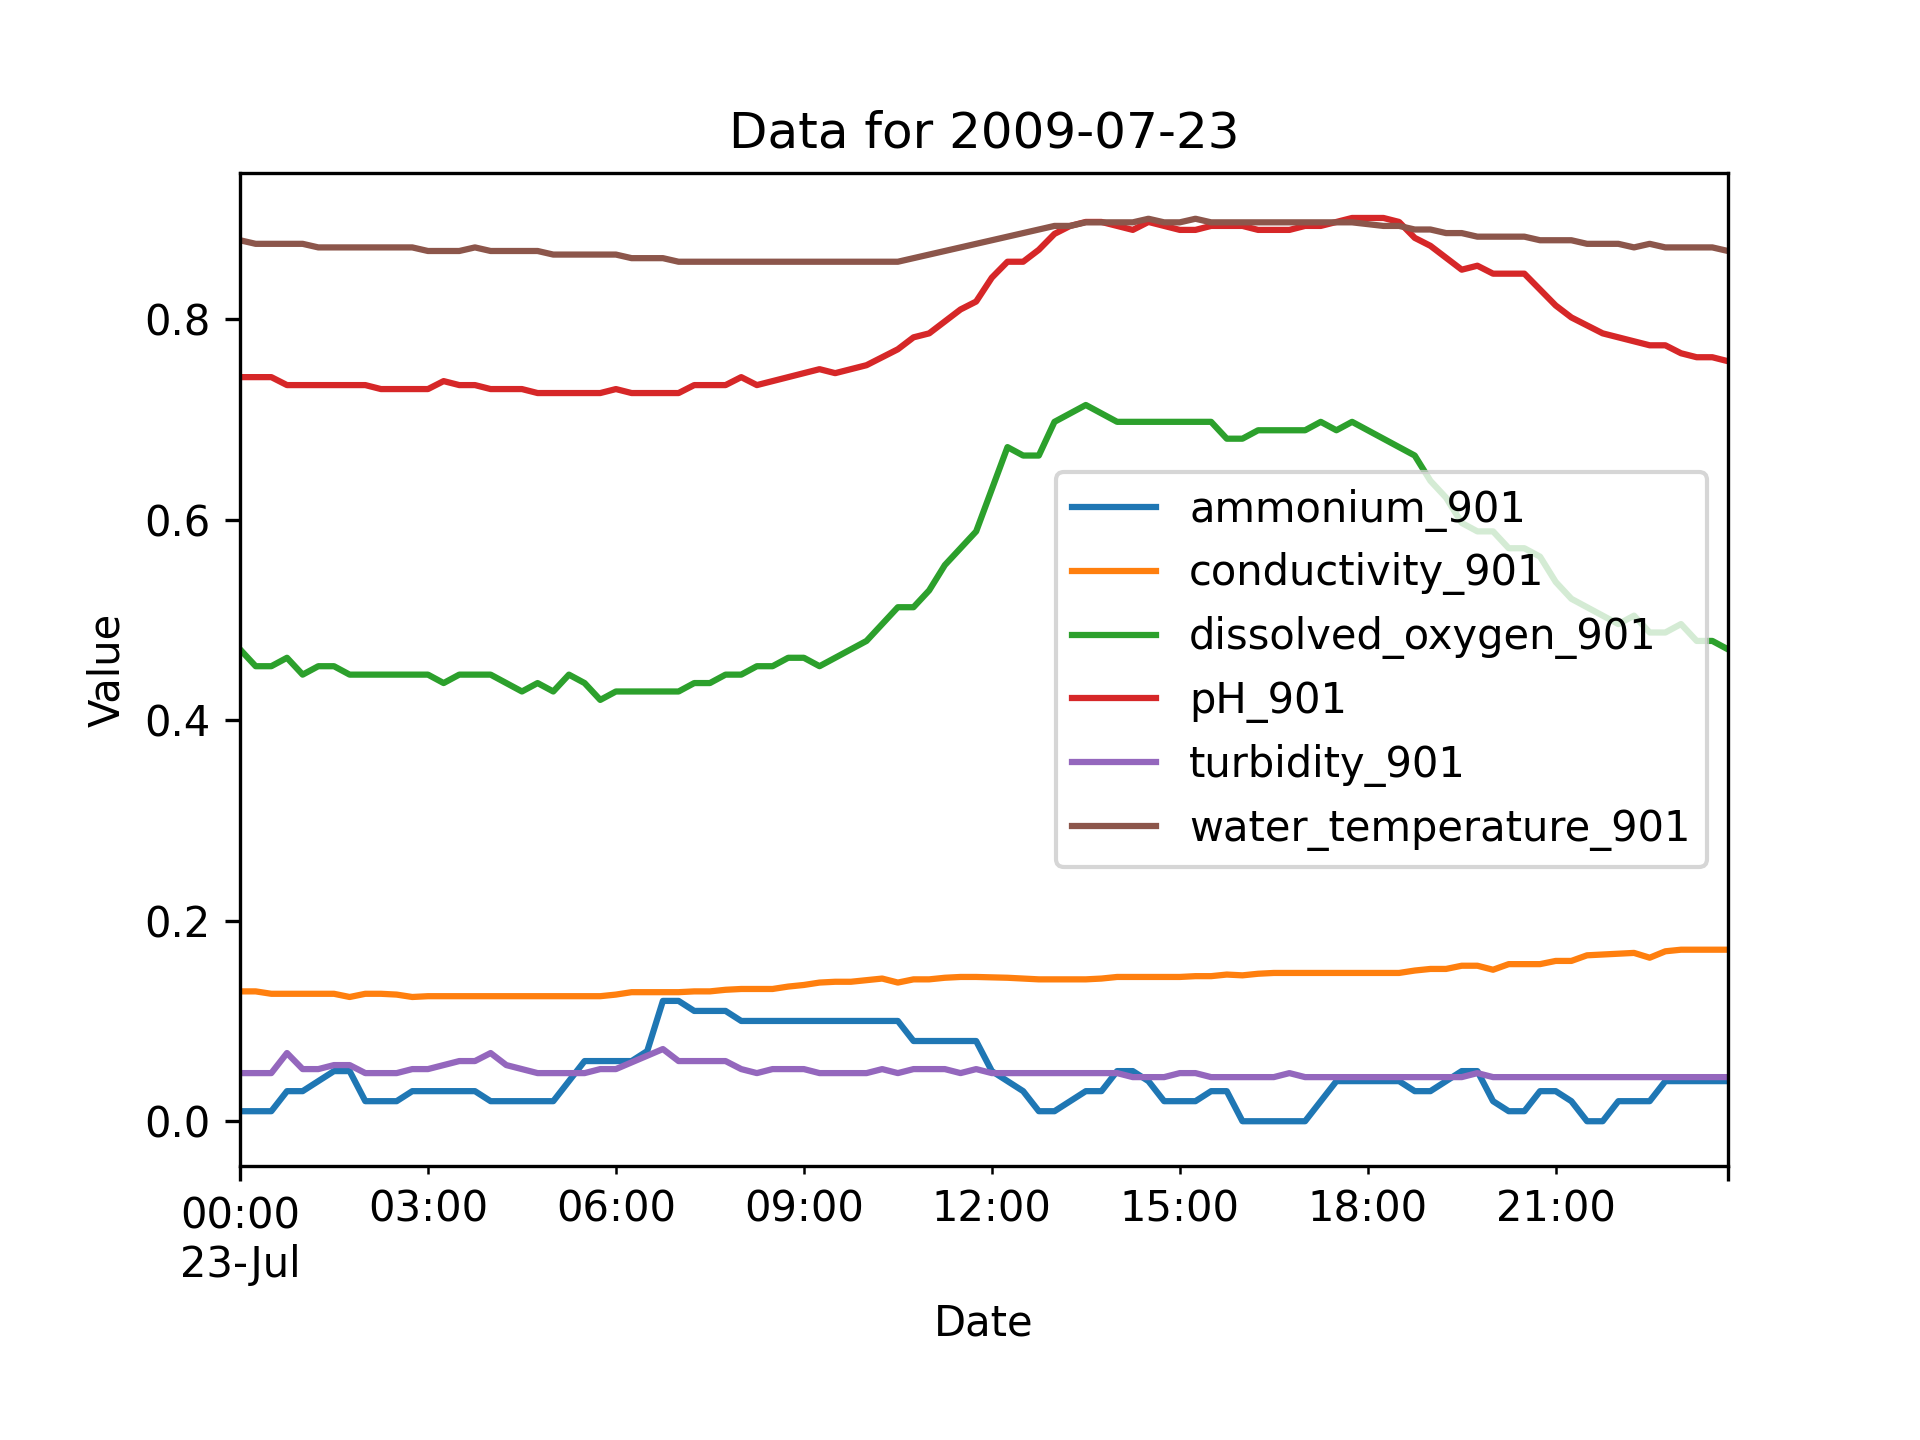 Data for 2009-07-23
Value
0.8
0.6
0.4
0.2
0.0
ammonium_901
conductivity_901
dissolved_oxygen_901
pH_901
turbidity_901
water_temperature_901
00:00 03:00 06:00 09:00 12:00 15:00 18:00 21:00
23-Jul
Date